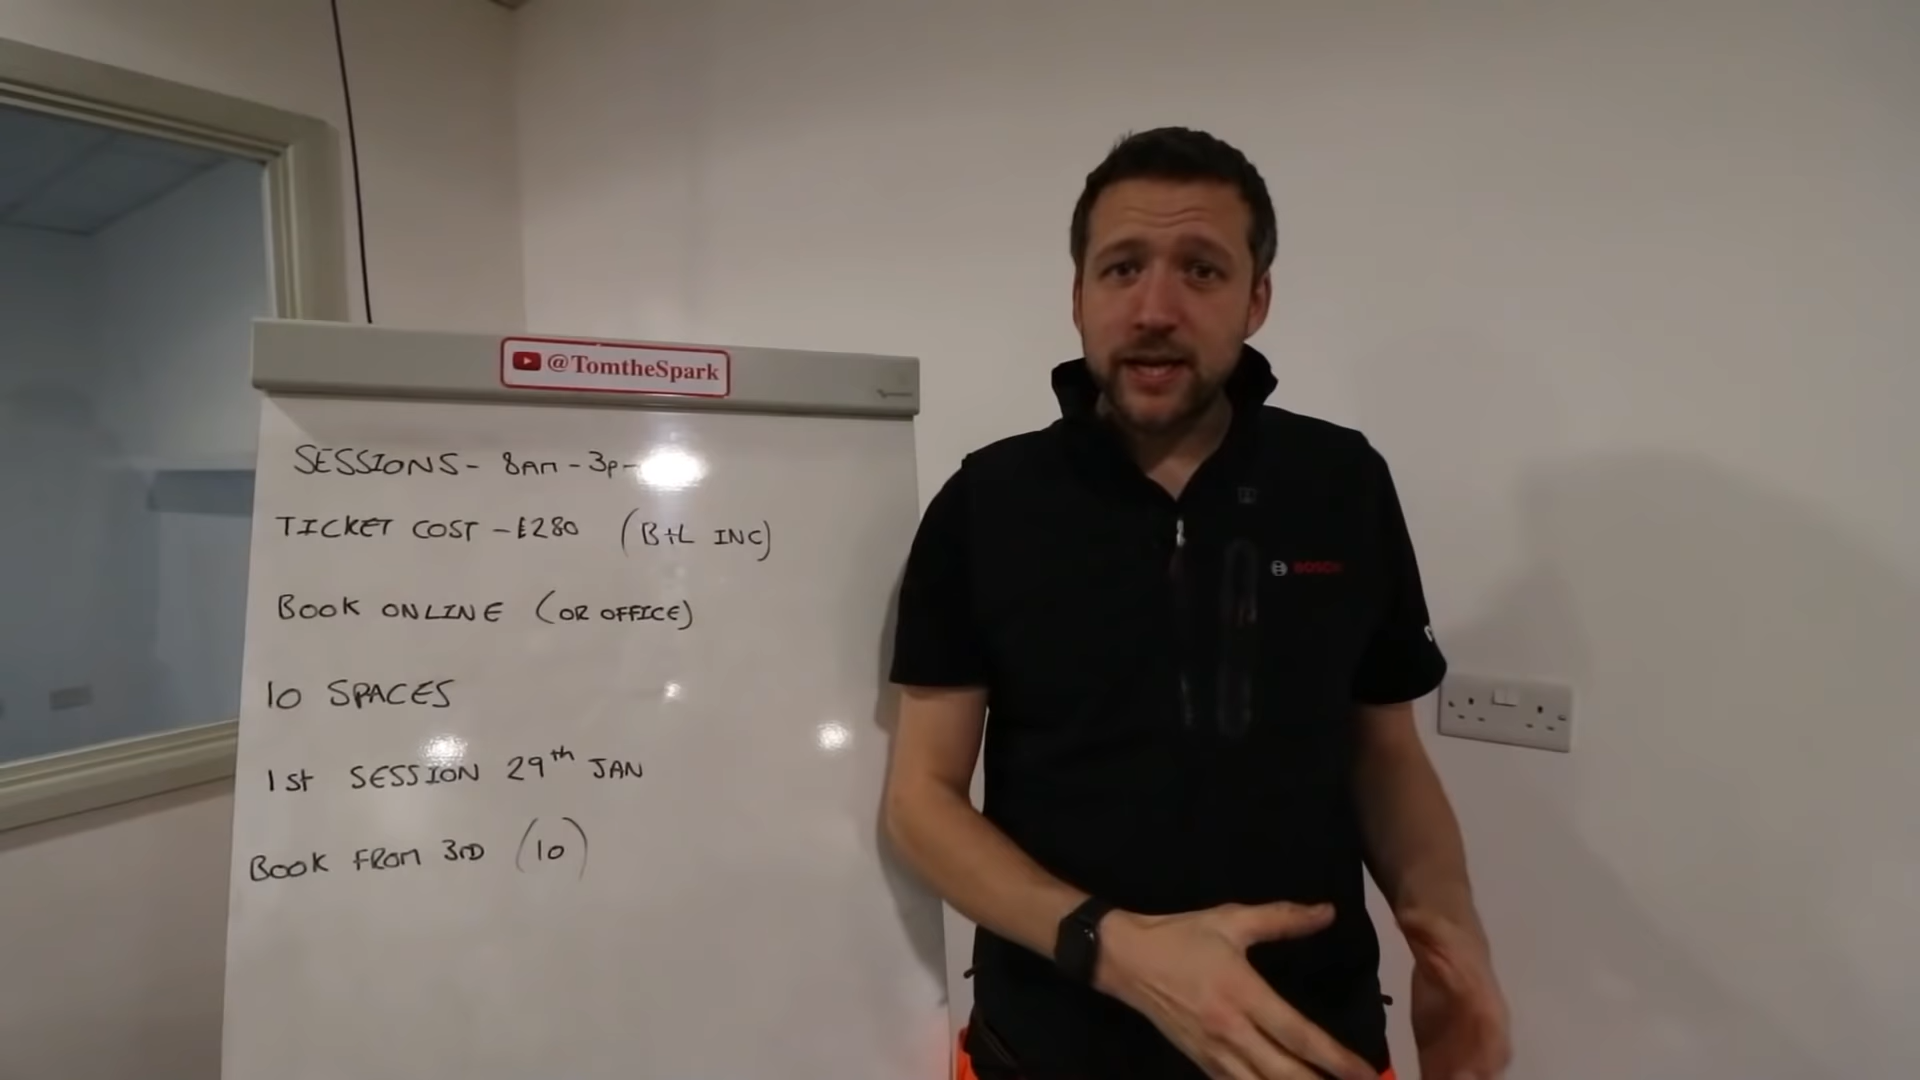 @TomtheSpark
SESSIONS - 8AM - 3P
TICKET COST - £280 (B+L INC)
BOOK ONLINE (OR OFFICE)
10 SPACES
1st SESSION 29th JAN
BOOK FROM 3RD (10)
BOSCH